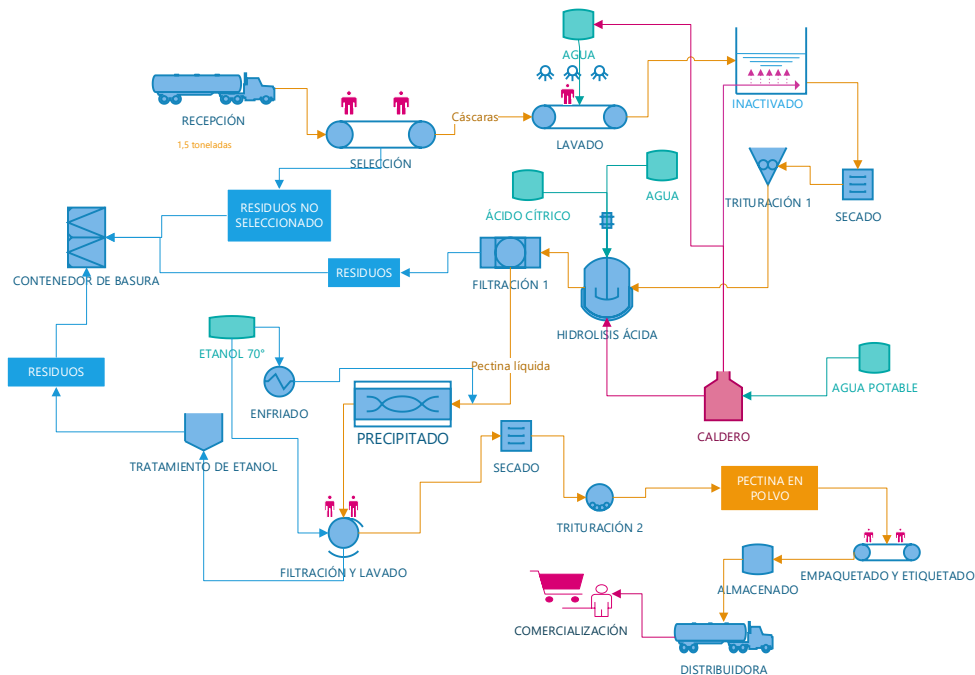 AGUA
RECEPCIÓN
1,5 toneladas
SELECCIÓN
Cáscaras
LAVADO
INACTIVADO
RESIDUOS NO
SELECCIONADO
ÁCIDO CÍTRICO
AGUA
TRITURACIÓN 1
SECADO
CONTENEDOR DE BASURA
RESIDUOS
FILTRACIÓN 1
HIDROLISIS ÁCIDA
ETANOL 70°
RESIDUOS
ENFRIADO
Pectina líquida
PRECIPITADO
AGUA POTABLE
CALDERO
TRATAMIENTO DE ETANOL
SECADO
PECTINA EN
POLVO
TRITURACIÓN 2
FILTRACIÓN Y LAVADO
EMPAQUETADO Y ETIQUETADO
ALMACENADO
COMERCIALIZACIÓN
DISTRIBUIDORA